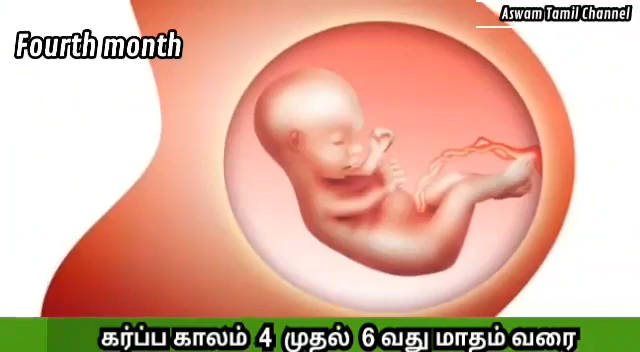 Aswam Tamil Channel
Fourth month
கர்ப்ப காலம் 4 முதல் 6 வது மாதம் வரை